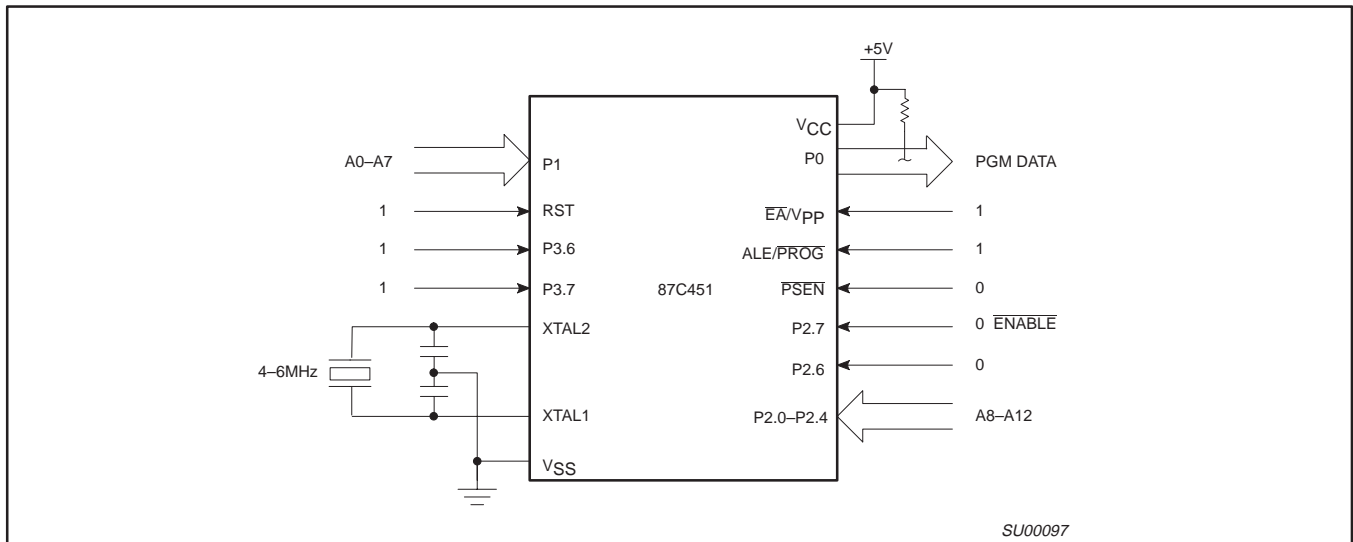 +5V
VCC
A0–A7
P1
P0
PGM DATA
1
RST
EA/VPP
1
1
P3.6
ALE/PROG
1
1
P3.7
87C451
PSEN
0
XTAL2
P2.7
0 ENABLE
4–6MHz
P2.6
0
XTAL1
P2.0–P2.4
A8–A12
VSS
SU00097